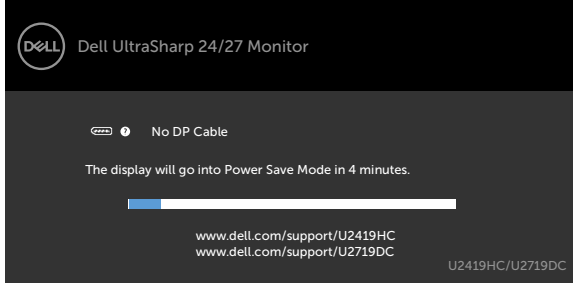 DELL
Dell UltraSharp 24/27 Monitor
? No DP Cable
The display will go into Power Save Mode in 4 minutes.
www.dell.com/support/U2419HC
www.dell.com/support/U2719DC
U2419HC/U2719DC